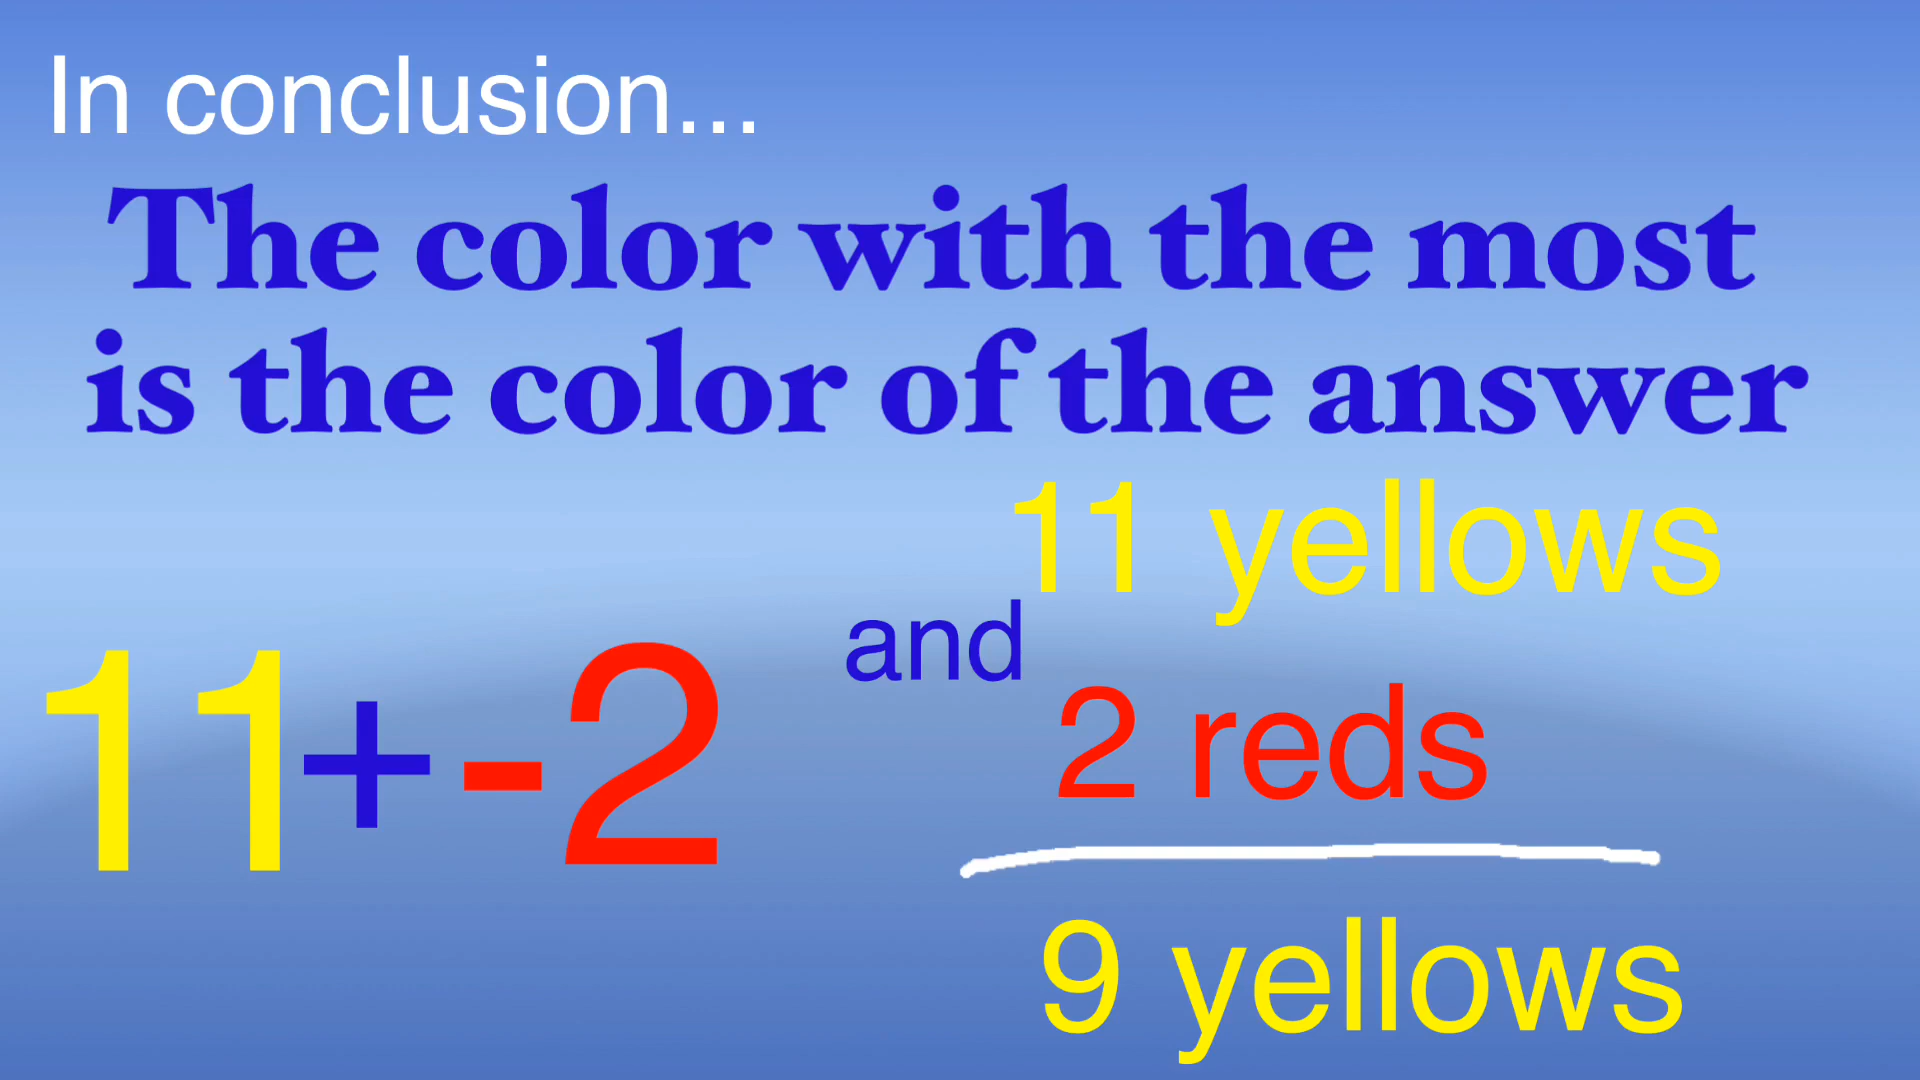 In conclusion...
The color with the most
is the color of the answer
11+-2
and
11 yellows
2 reds
9 yellows